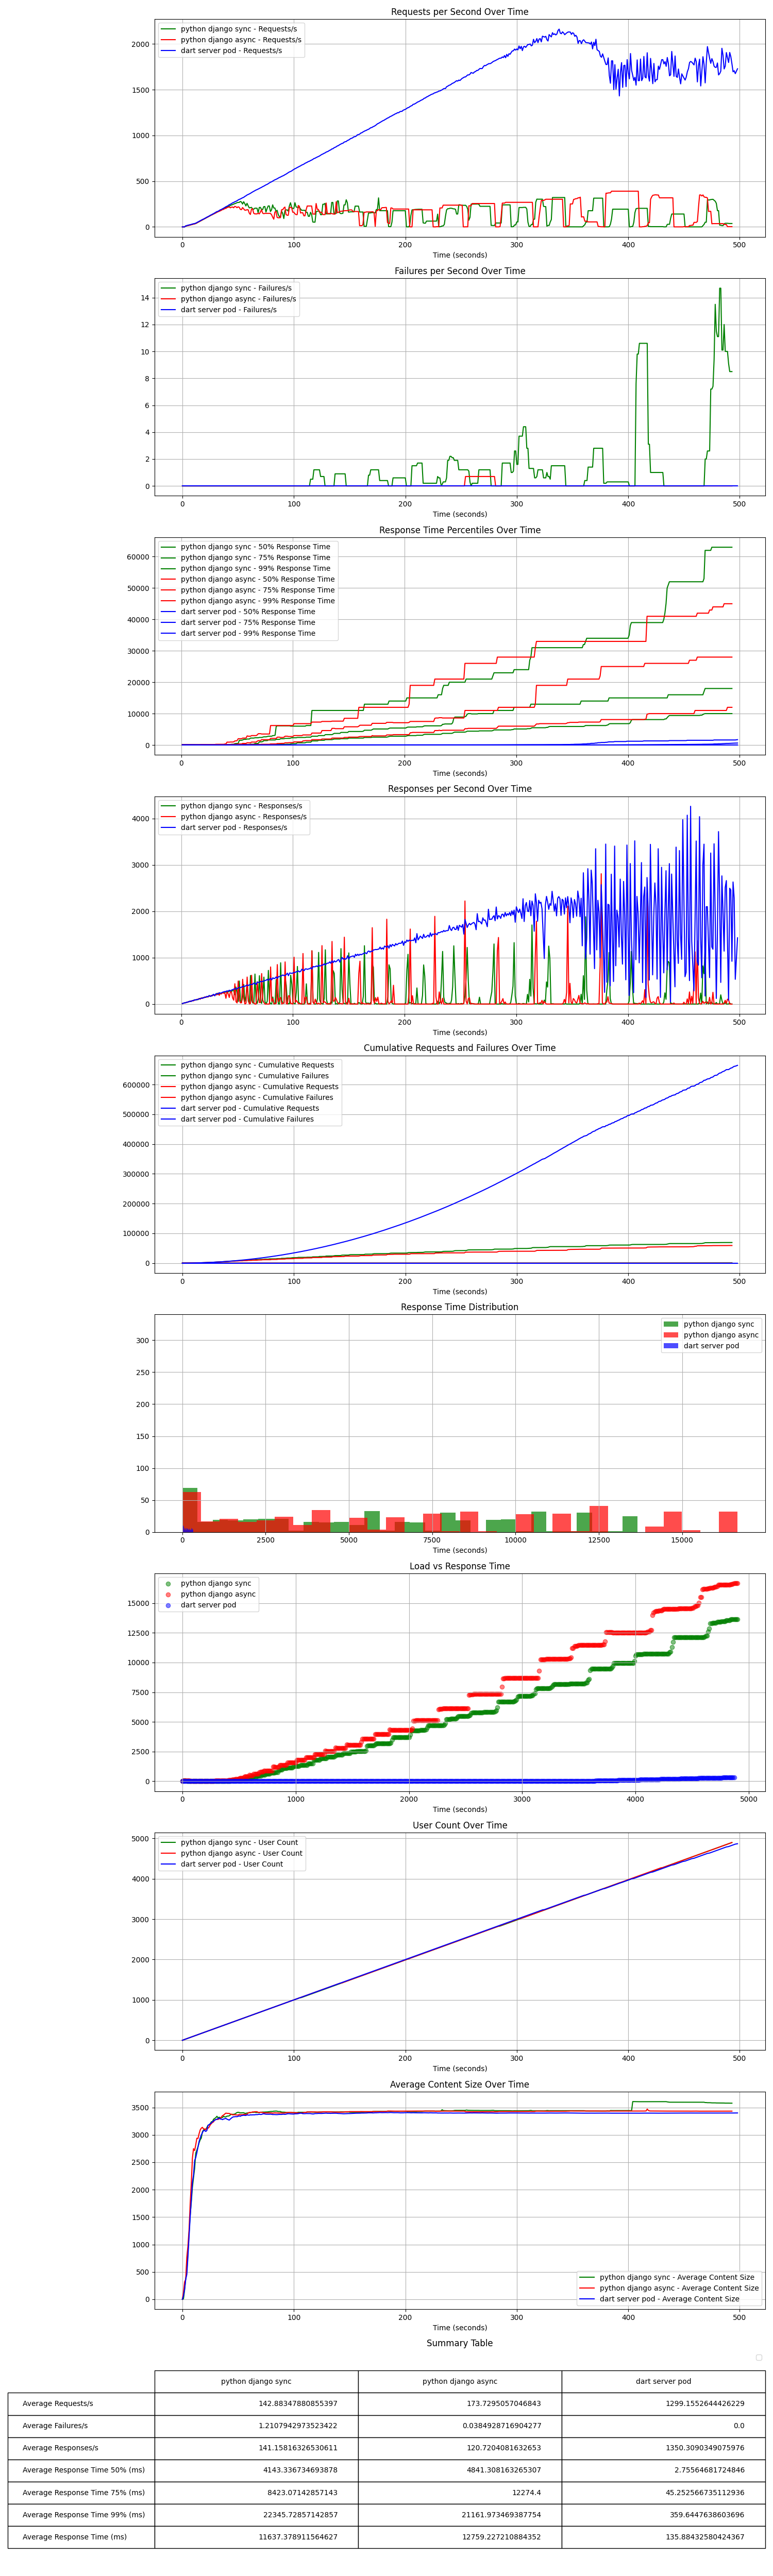 Requests per Second Over Time
python django sync - Requests/s
python django async - Requests/s
dart server pod - Requests/s
2000
1500
1000
500
0
0 100 200 300 400 500
Time (seconds)
Failures per Second Over Time
python django sync - Failures/s
python django async - Failures/s
dart server pod - Failures/s
14
12
10
8
6
4
2
0
0 100 200 300 400 500
Time (seconds)
Response Time Percentiles Over Time
python django sync - 50% Response Time
python django sync - 75% Response Time
python django sync - 99% Response Time
python django async - 50% Response Time
python django async - 75% Response Time
python django async - 99% Response Time
dart server pod - 50% Response Time
dart server pod - 75% Response Time
dart server pod - 99% Response Time
60000
50000
40000
30000
20000
10000
0
0 100 200 300 400 500
Time (seconds)
Responses per Second Over Time
python django sync - Responses/s
python django async - Responses/s
dart server pod - Responses/s
4000
3000
2000
1000
0
0 100 200 300 400 500
Time (seconds)
Cumulative Requests and Failures Over Time
python django sync - Cumulative Requests
python django sync - Cumulative Failures
python django async - Cumulative Requests
python django async - Cumulative Failures
dart server pod - Cumulative Requests
dart server pod - Cumulative Failures
600000
500000
400000
300000
200000
100000
0
0 100 200 300 400 500
Time (seconds)
Response Time Distribution
python django sync
python django async
dart server pod
300
250
200
150
100
50
0
0 2500 5000 7500 10000 12500 15000
Time (seconds)
Load vs Response Time
python django sync
python django async
dart server pod
15000
12500
10000
7500
5000
2500
0
0 1000 2000 3000 4000 5000
Time (seconds)
User Count Over Time
python django sync - User Count
python django async - User Count
dart server pod - User Count
5000
4000
3000
2000
1000
0
0 100 200 300 400 500
Time (seconds)
Average Content Size Over Time
3500
3000
2500
2000
1500
1000
500
0
python django sync - Average Content Size
python django async - Average Content Size
dart server pod - Average Content Size
0 100 200 300 400 500
Time (seconds)
Summary Table
python django sync python django async dart server pod
Average Requests/s 142.88347880855397 173.7295057046843 1299.1552644426229
Average Failures/s 1.2107942973523422 0.0384928716904277 0.0
Average Responses/s 141.15816326530611 120.7204081632653 1350.3090349075976
Average Response Time 50% (ms) 4143.336734693878 4841.308163265307 2.75564681724846
Average Response Time 75% (ms) 8423.07142857143 12274.4 45.252566735112936
Average Response Time 99% (ms) 22345.72857142857 21161.973469387754 359.6447638603696
Average Response Time (ms) 11637.378911564627 12759.227210884352 135.88432580424367